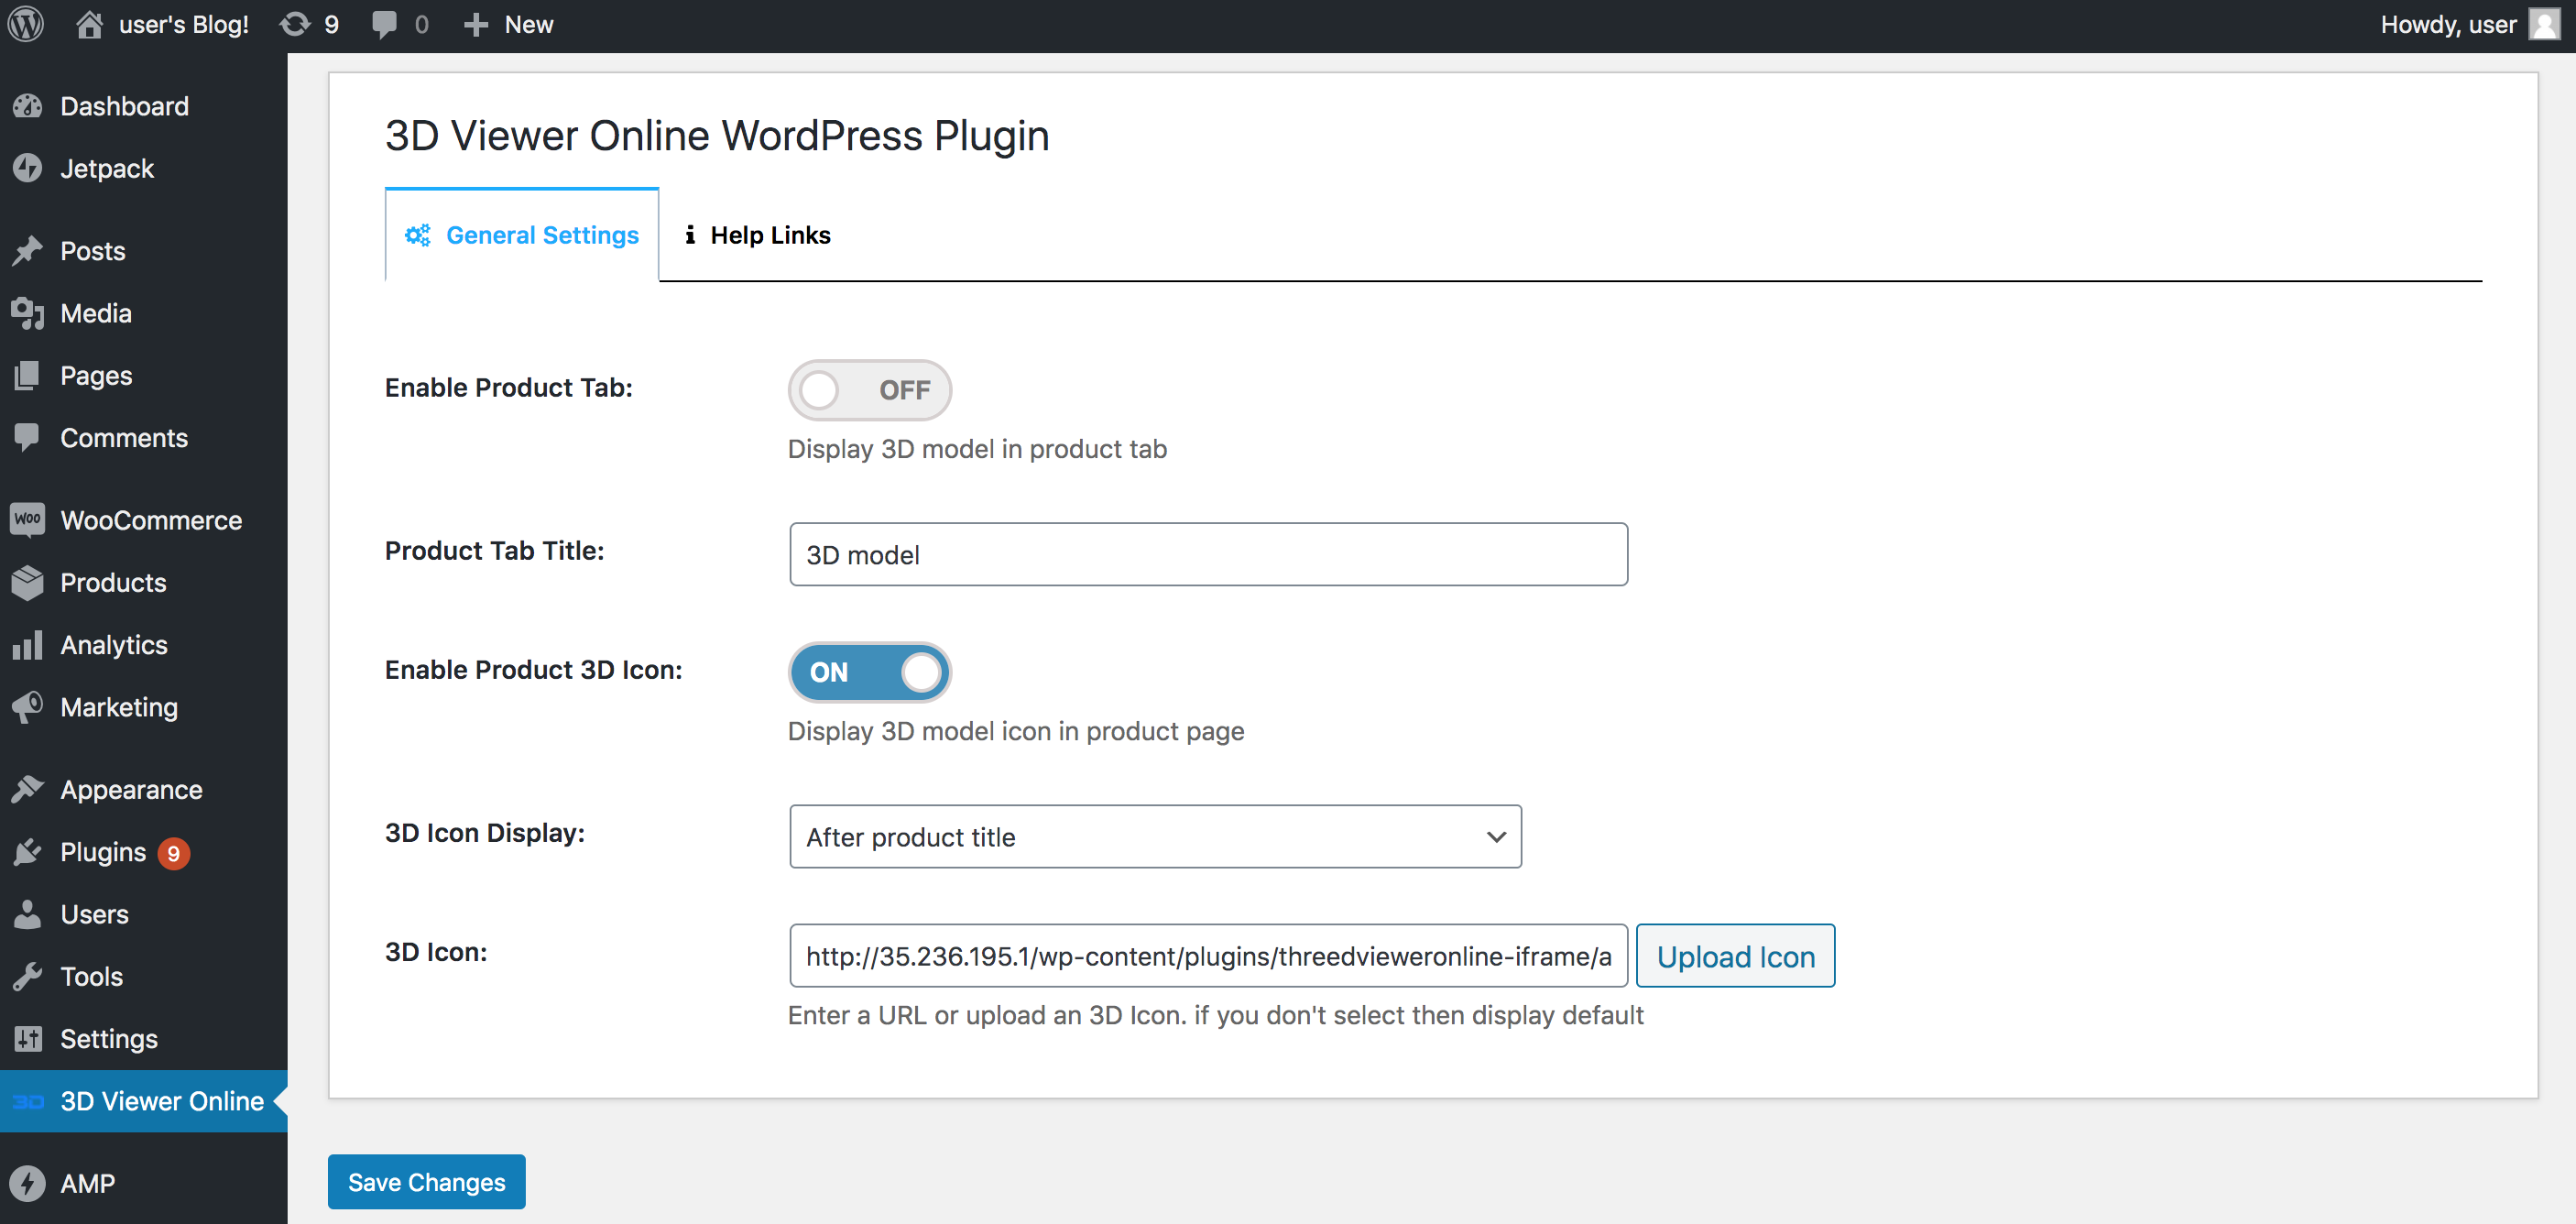 user's Blog! 9 0 New Howdy, user
Dashboard
Jetpack
Posts
Media
Pages
Comments
Woo WooCommerce
Products
Analytics
Marketing
Appearance
Plugins 9
Users
Tools
Settings
3D 3D Viewer Online
AMP
3D Viewer Online WordPress Plugin
General Settings i Help Links
Enable Product Tab: OFF
Display 3D model in product tab
Product Tab Title: 3D model
Enable Product 3D Icon: ON
Display 3D model icon in product page
3D Icon Display: After product title
3D Icon: http://35.236.195.1/wp-content/plugins/threedvieweronline-iframe/a Upload Icon
Enter a URL or upload an 3D Icon. if you don't select then display default
Save Changes